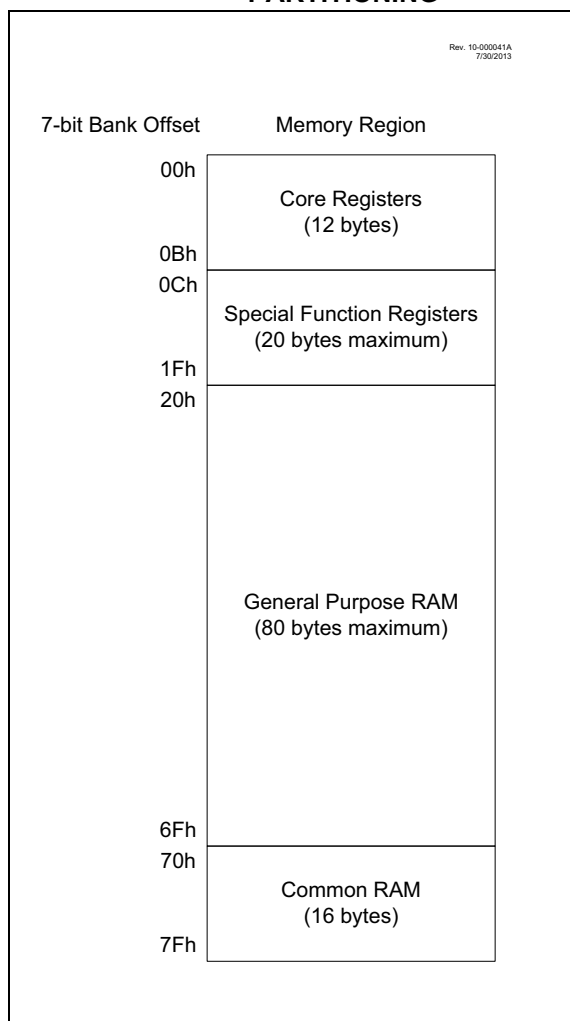 PARTITIONING
Rev. 10-000041A
7/30/2013
7-bit Bank Offset Memory Region
00h
Core Registers
(12 bytes)
0Bh
0Ch
Special Function Registers
(20 bytes maximum)
1Fh
20h
General Purpose RAM
(80 bytes maximum)
6Fh
70h
Common RAM
(16 bytes)
7Fh